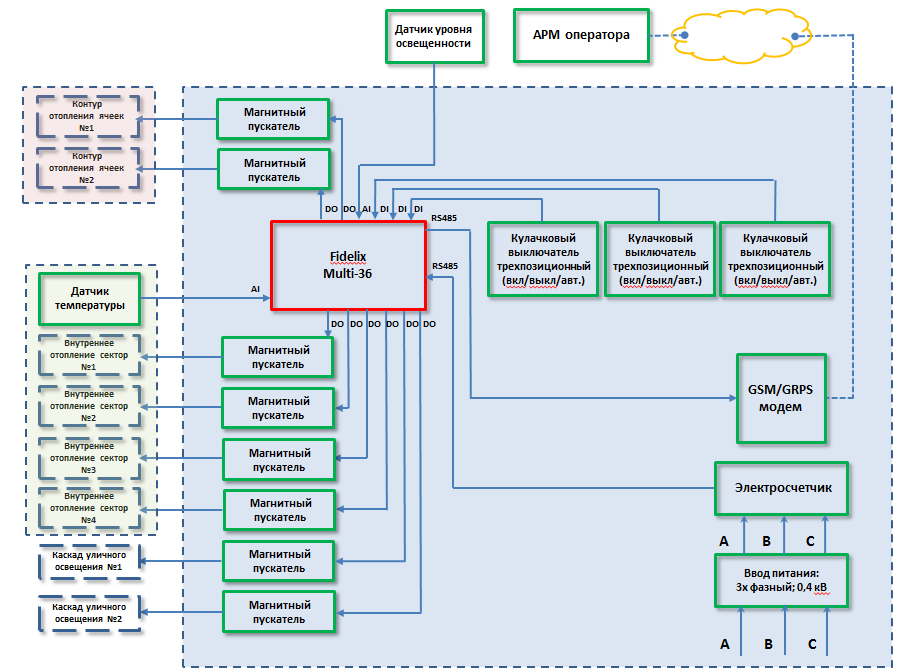 Датчик уровня
освещенности
АРМ оператора
Контур
отопления ячеек
№1
Контур
отопления ячеек
№2
Магнитный
пускатель
Магнитный
пускатель
DO DO AI DI DI DI
RS485
Fidelix
Multi-36
RS485
AI
DO DO DO DO DO DO
Кулачковый
выключатель
трехпозиционный
(вкл/выкл/авт.)
Кулачковый
выключатель
трехпозиционный
(вкл/выкл/авт.)
Кулачковый
выключатель
трехпозиционный
(вкл/выкл/авт.)
Датчик
температуры
Внутреннее
отопление сектор
№1
Внутреннее
отопление сектор
№2
Внутреннее
отопление сектор
№3
Внутреннее
отопление сектор
№4
Каскад уличного
освещения №1
Каскад уличного
освещения №2
Магнитный
пускатель
Магнитный
пускатель
Магнитный
пускатель
Магнитный
пускатель
Магнитный
пускатель
Магнитный
пускатель
GSM/GRPS
модем
Электросчетчик
A B C
Ввод питания:
3х фазный; 0,4 кВ
A B C